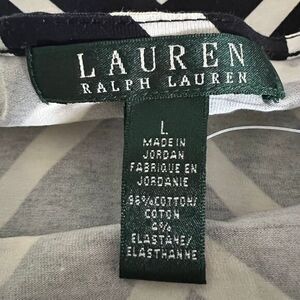 LAUREN
RALPH LAUREN
L
MADE IN
JORDAN
FABRIQUE EN
JORDANIE
96%COTTON/
COTON
4%
ELASTANE/
ELASTHANNE